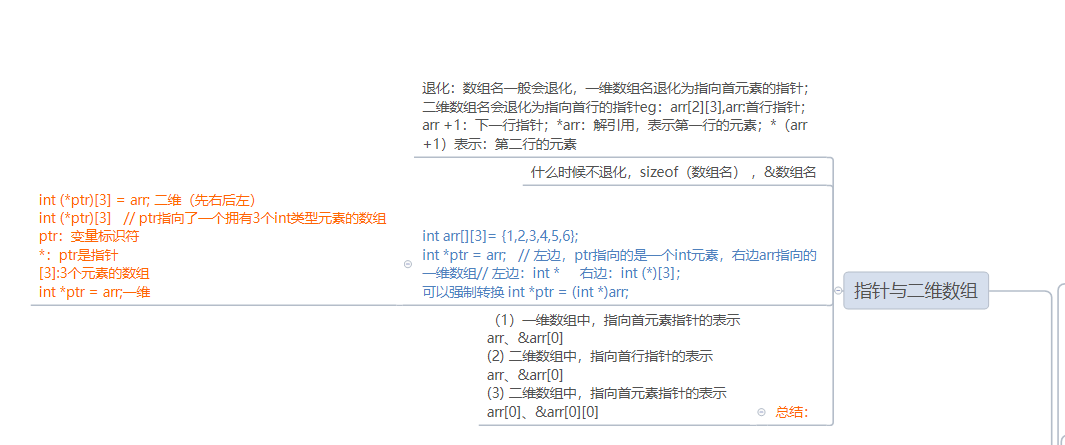 退化：数组名一般会退化，一维数组名退化为指向首元素的指针；
二维数组名会退化为指向首行的指针eg：arr[2][3],arr:首行指针；
arr +1：下一行指针；*arr：解引用，表示第一行的元素；*（arr
+1）表示：第二行的元素
什么时候不退化，sizeof（数组名），&数组名
int (*ptr)[3] = arr; 二维（先右后左）
int (*ptr)[3] // ptr指向了一个拥有3个int类型元素的数组
ptr：变量标识符
*：ptr是指针
[3]:3个元素的数组
int *ptr = arr;一维
int arr[][3]= {1,2,3,4,5,6};
int *ptr = arr; // 左边，ptr指向的是一个int元素，右边arr指向的
一维数组// 左边：int * 右边：int (*)[3]；
可以强制转换 int *ptr = (int *)arr;
指针与二维数组
（1）一维数组中，指向首元素指针的表示
arr、&arr[0]
(2) 二维数组中，指向首行指针的表示
arr、&arr[0]
(3) 二维数组中，指向首元素指针的表示
arr[0]、&arr[0][0]
总结：